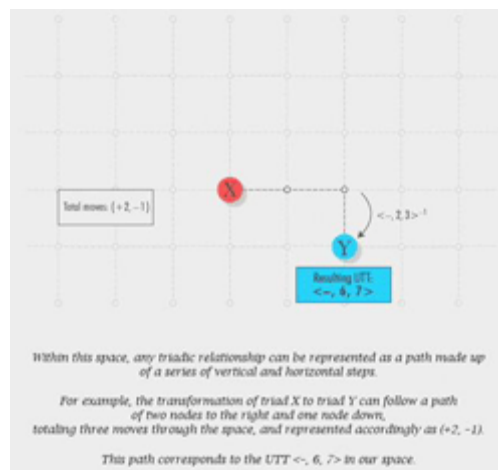 X
Total moves: (+2, −1)
<−, 2, 3>⁻¹
Y
Resulting UTT:
<−, 6, 7>
Within this space, any triadic relationship can be represented as a path made up
of a series of vertical and horizontal steps.
For example, the transformation of triad X to triad Y can follow a path
of two nodes to the right and one node down,
totaling three moves through the space, and represented accordingly as (+2, −1).
This path corresponds to the UTT <−, 6, 7> in our space.